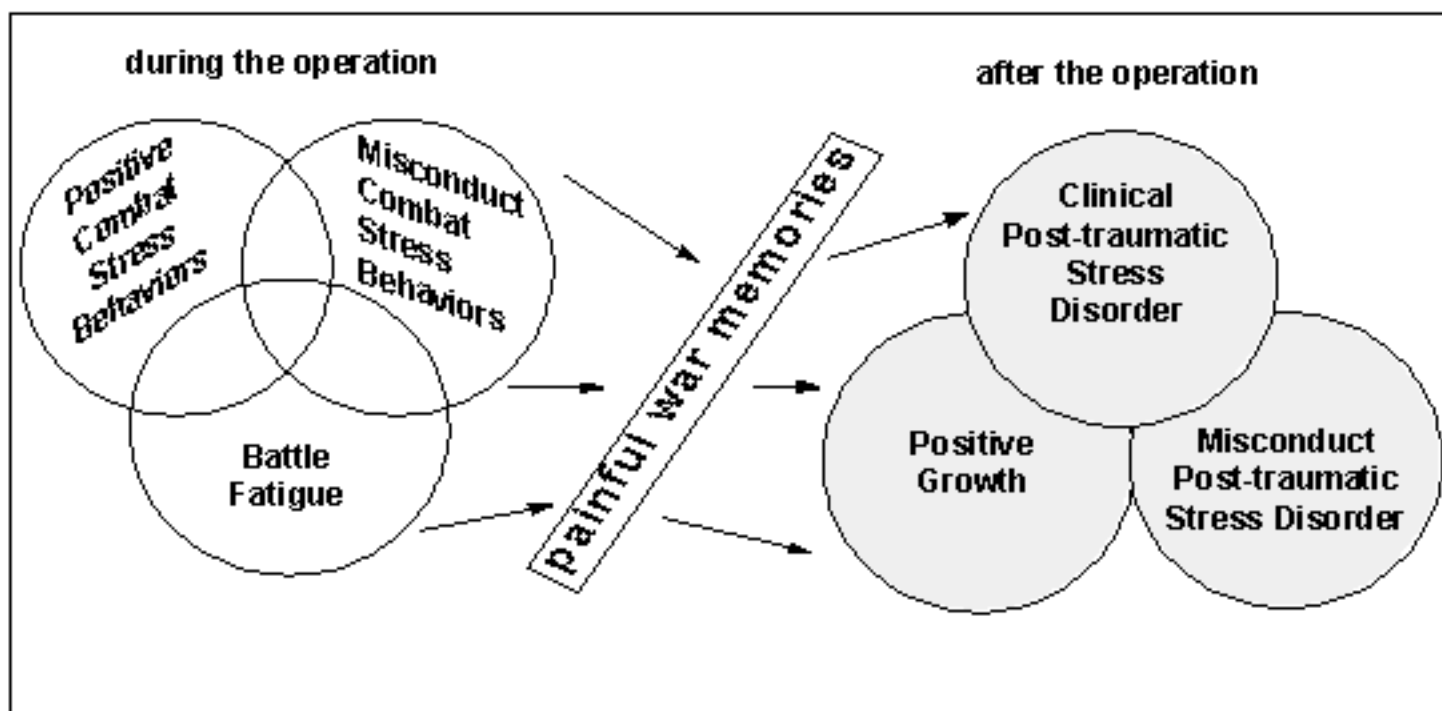 during the operation
after the operation
Positive
Combat
Stress
Behaviors
Misconduct
Combat
Stress
Behaviors
Battle
Fatigue
painful war memories
Clinical
Post-traumatic
Stress
Disorder
Positive
Growth
Misconduct
Post-traumatic
Stress Disorder